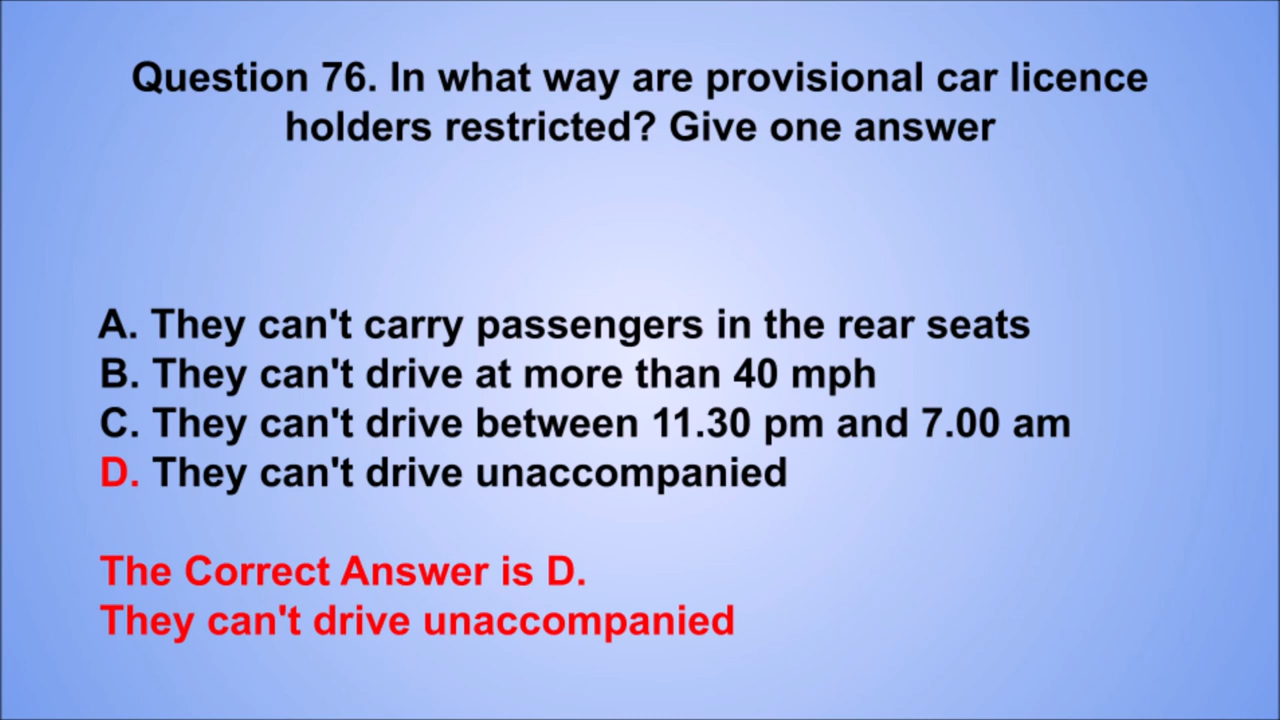 Question 76. In what way are provisional car licence
holders restricted? Give one answer
A. They can't carry passengers in the rear seats
B. They can't drive at more than 40 mph
C. They can't drive between 11.30 pm and 7.00 am
D. They can't drive unaccompanied
The Correct Answer is D.
They can't drive unaccompanied